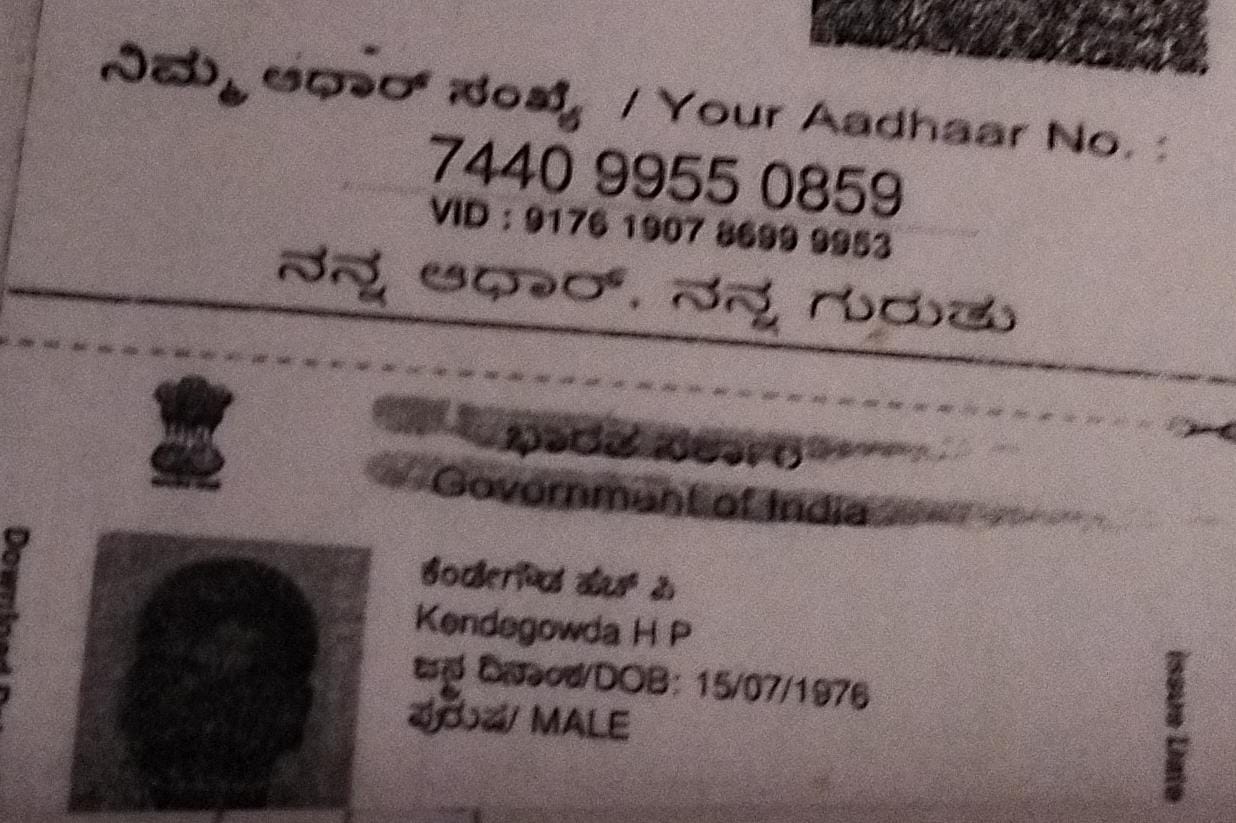 ನಿಮ್ಮ ಆಧಾರ್ ಸಂಖ್ಯೆ / Your Aadhaar No. :
7440 9955 0859
VID : 9176 1907 8699 9953
ನನ್ನ ಆಧಾರ್, ನನ್ನ ಗುರುತು
ಭಾರತ ಸರ್ಕಾರ
Government of India
ಕೆಂಡೇಗೌಡ ಹೆಚ್ ಪಿ
Kendegowda H P
ಜನ್ಮ ದಿನಾಂಕ/DOB: 15/07/1976
ಪುರುಷ/ MALE
Issue Date